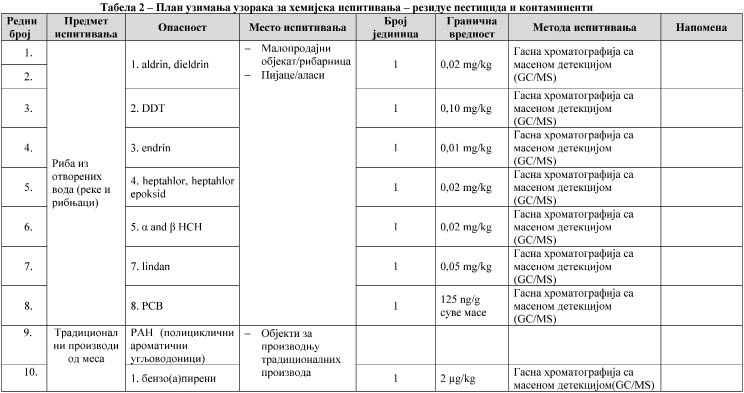 Табела 2 – План узимања узорака за хемијска испитивања – резидуе пестицида и контаминенти
Редни број | Предмет испитивања | Опасност | Место испитивања | Број јединица | Гранична вредност | Метода испитивања | Напомена
1.
2.
Риба из
отворених
вода (реке и
рибњаци)
1. aldrin, dieldrin
– Малопродајни
објекат/рибарница
– Пијаце/аласи
1
0,02 mg/kg
Гасна хроматографија са
масеном детекцијом
(GC/MS)
3.
2. DDT
1
0,10 mg/kg
Гасна хроматографија са
масеном детекцијом
(GC/MS)
4.
3. endrin
1
0,01 mg/kg
Гасна хроматографија са
масеном детекцијом
(GC/MS)
5.
4. heptahlor, heptahlor
epoksid
1
0,02 mg/kg
Гасна хроматографија са
масеном детекцијом
(GC/MS)
6.
5. α and β HCH
1
0,02 mg/kg
Гасна хроматографија са
масеном детекцијом
(GC/MS)
7.
7. lindan
1
0,05 mg/kg
Гасна хроматографија са
масеном детекцијом
(GC/MS)
8.
8. PCB
1
125 ng/g
суве масе
Гасна хроматографија са
масеном детекцијом
(GC/MS)
9.
Традиционал
ни производи
од меса
PAH (полициклични
ароматични
угљоводоници)
– Објекти за
производњу
традиционалних
производа
10.
1. бензо(а)пирени
1
2 µg/kg
Гасна хроматографија са
масеном детекцијом(GC/MS)